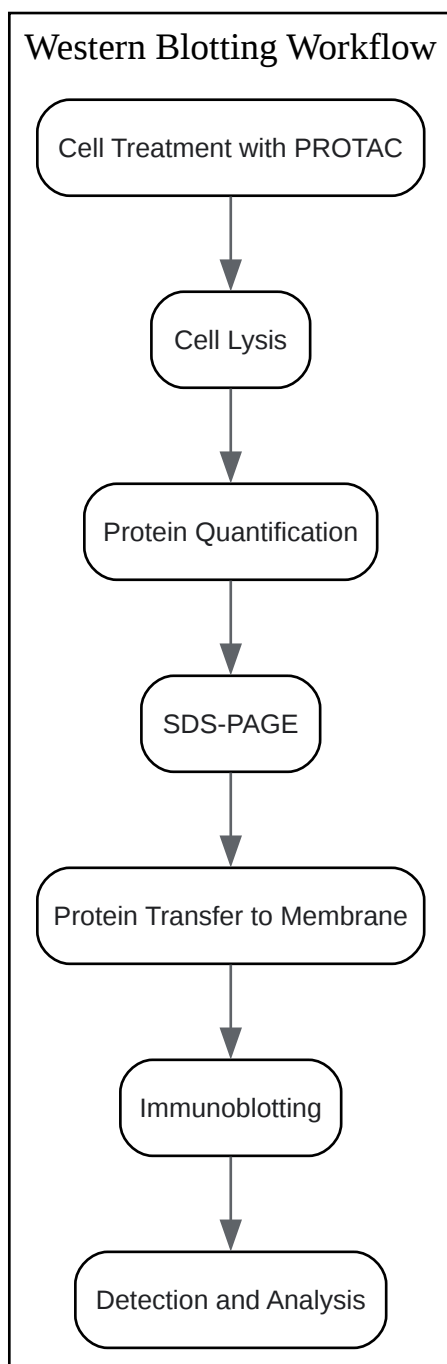 Western Blotting Workflow
Cell Treatment with PROTAC
Cell Lysis
Protein Quantification
SDS-PAGE
Protein Transfer to Membrane
Immunoblotting
Detection and Analysis